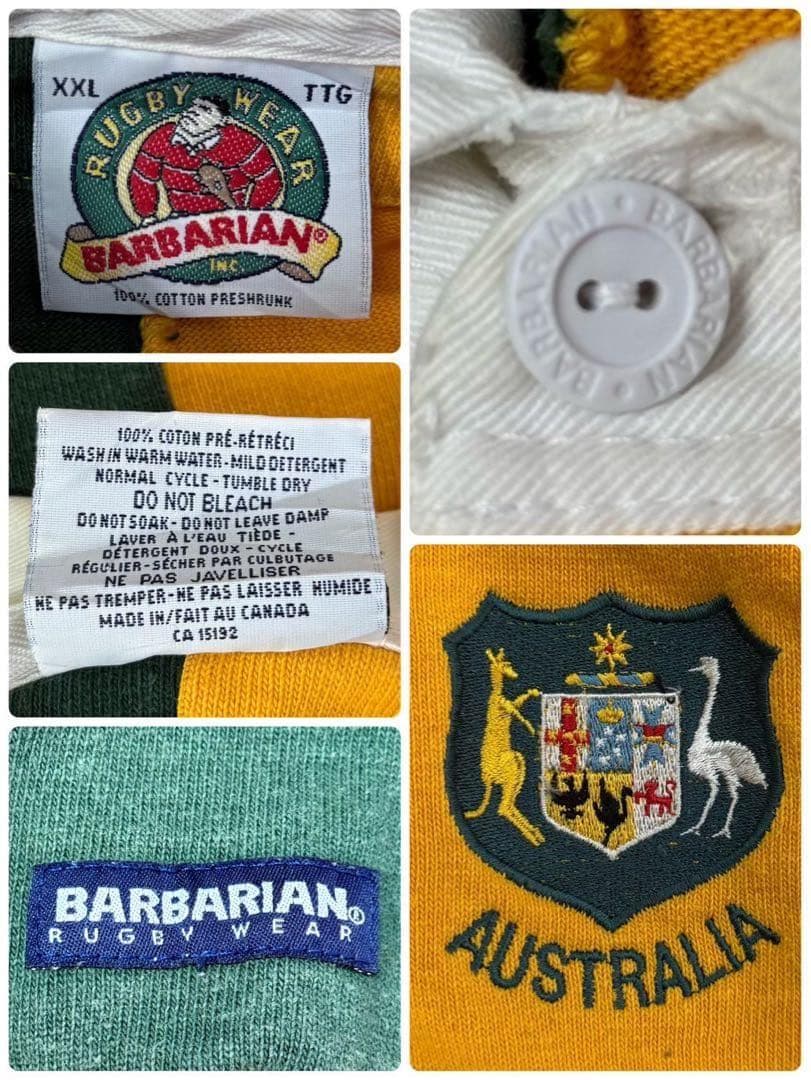 XXL
TTG
RUGBY WEAR
BARBARIAN®
INC
100% COTTON PRESHRUNK
BARBARIAN • BARBARIAN • BARBARIAN •
100% COTON PRÉ-RÉTRÉCI
WASH IN WARM WATER-MILD DETERGENT
NORMAL CYCLE - TUMBLE DRY
DO NOT BLEACH
DO NOT SOAK - DO NOT LEAVE DAMP
LAVER À L'EAU TIÈDE -
DÉTERGENT DOUX - CYCLE
RÉGULIER-SÉCHER PAR CULBUTAGE
NE PAS JAVELLISER
NE PAS TREMPER-NE PAS LAISSER HUMIDE
MADE IN/FAIT AU CANADA
CA 15192
BARBARIAN®
RUGBY WEAR
AUSTRALIA